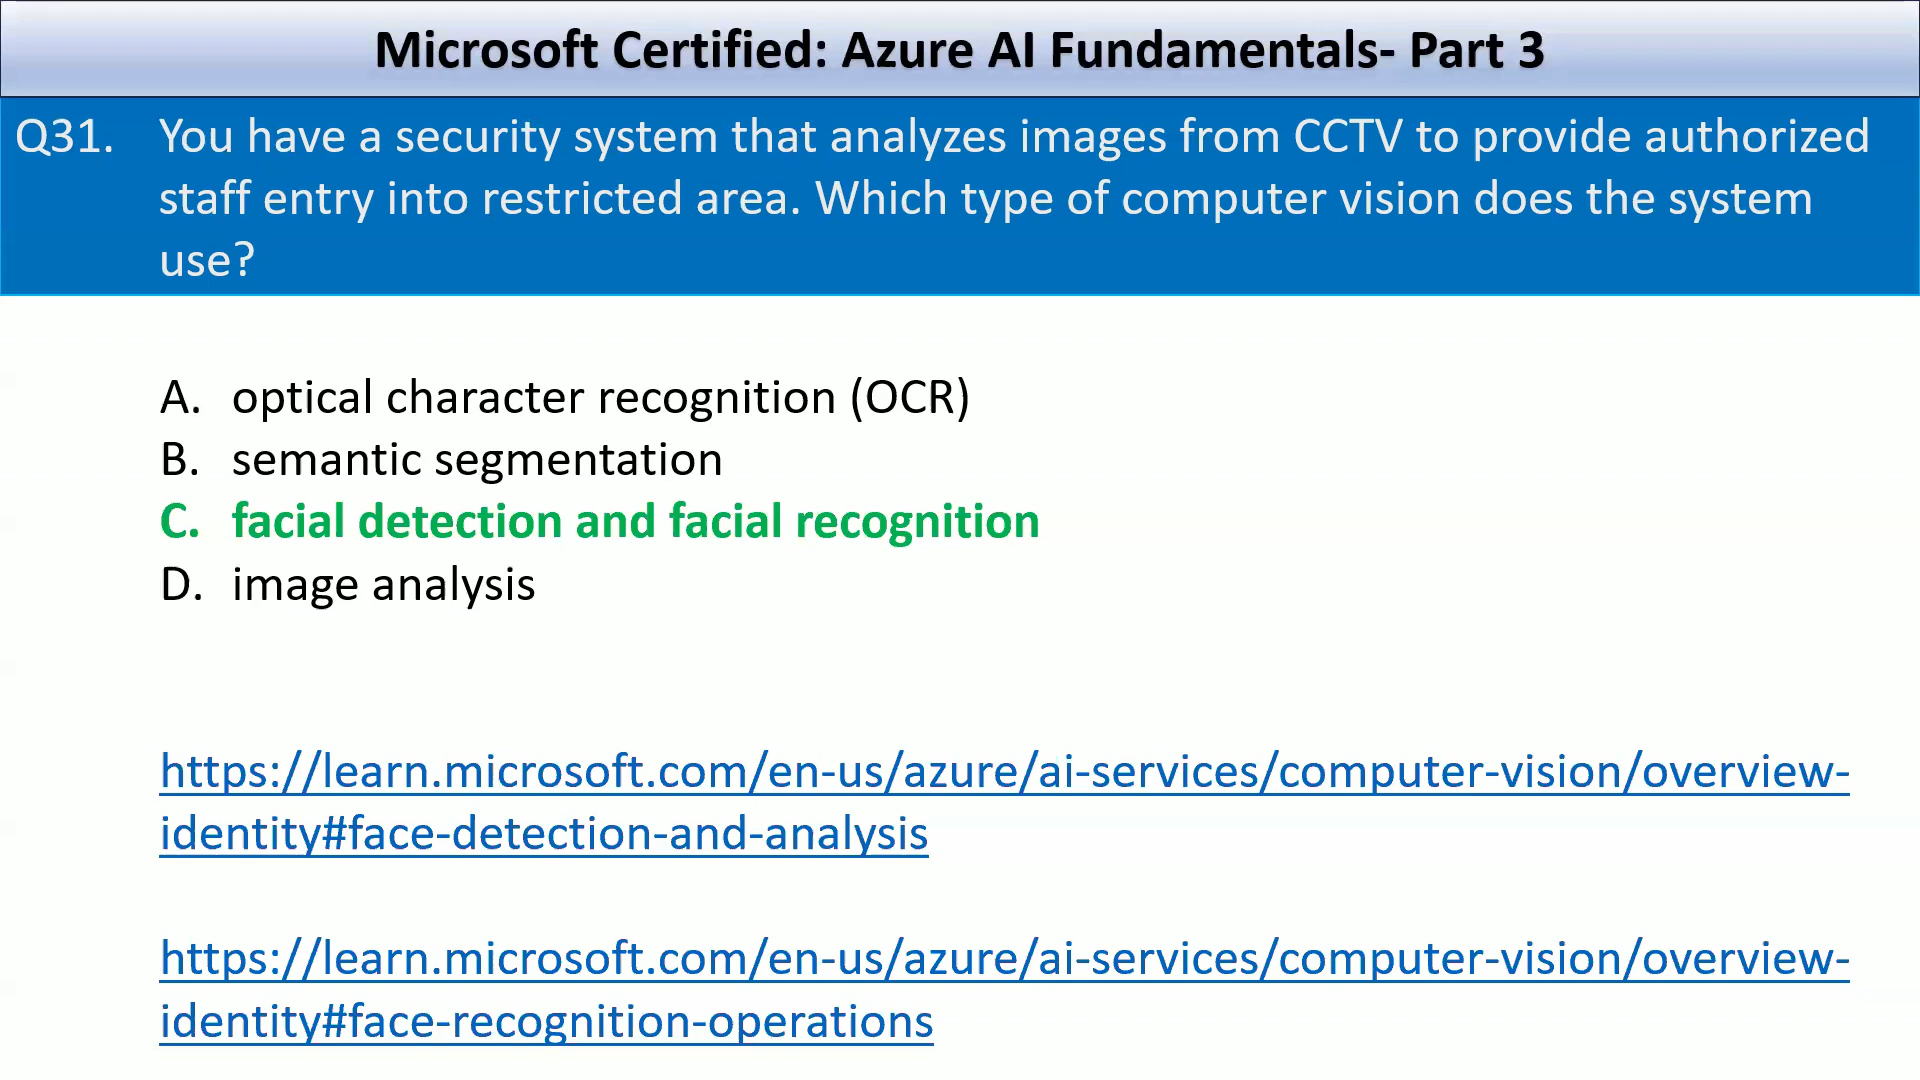 Microsoft Certified: Azure AI Fundamentals- Part 3
Q31. You have a security system that analyzes images from CCTV to provide authorized
staff entry into restricted area. Which type of computer vision does the system
use?
A. optical character recognition (OCR)
B. semantic segmentation
C. facial detection and facial recognition
D. image analysis
https://learn.microsoft.com/en-us/azure/ai-services/computer-vision/overview-
identity#face-detection-and-analysis
https://learn.microsoft.com/en-us/azure/ai-services/computer-vision/overview-
identity#face-recognition-operations